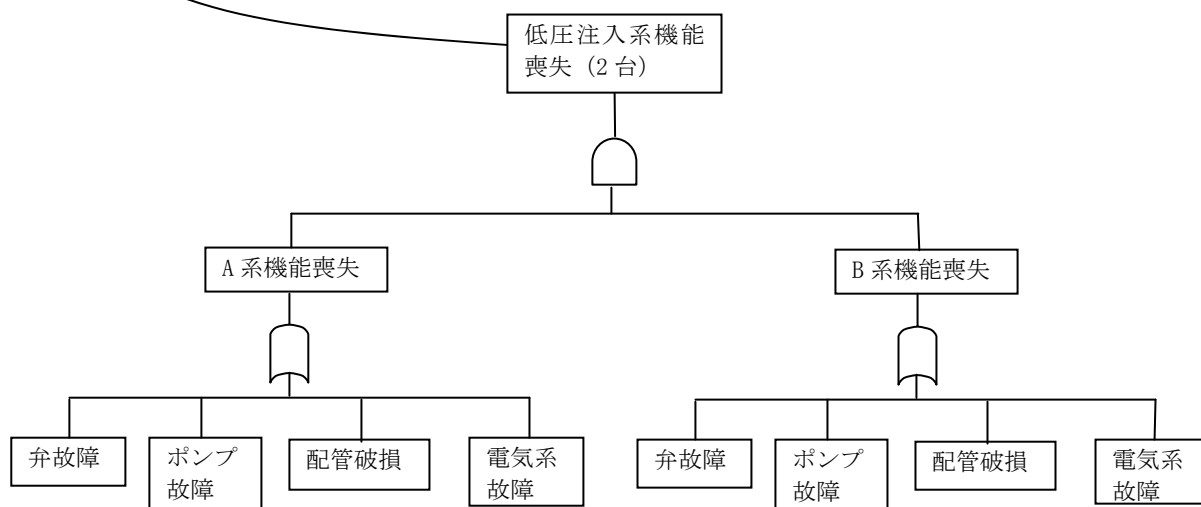 低圧注入系機能
喪失（2 台）
A 系機能喪失
B 系機能喪失
弁故障
ポンプ
故障
配管破損
電気系
故障
弁故障
ポンプ
故障
配管破損
電気系
故障